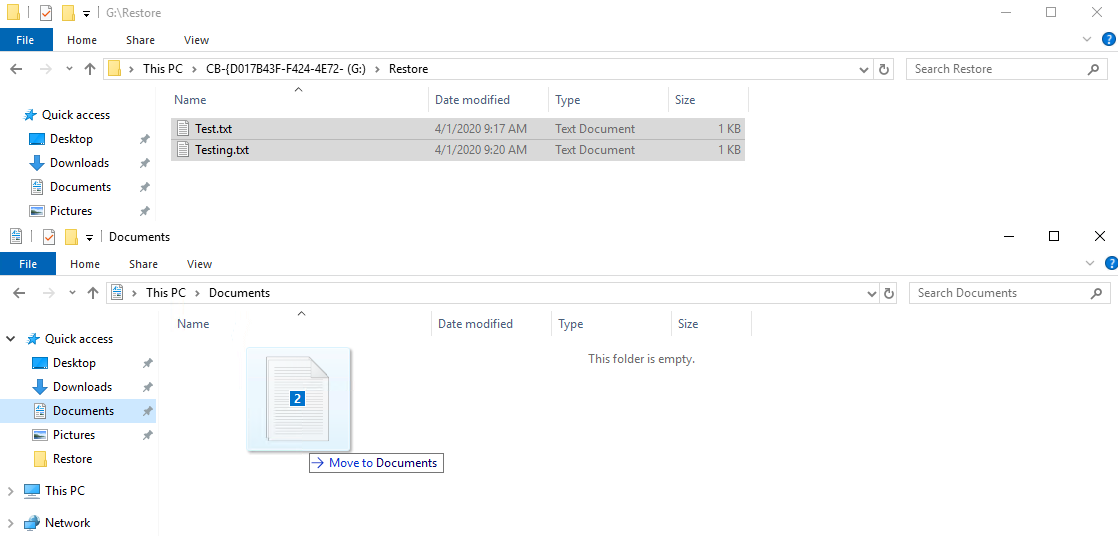 G:\Restore
File Home Share View
This PC CB-{D017B43F-F424-4E72- (G:) Restore Search Restore
Name Date modified Type Size
Quick access
Test.txt 4/1/2020 9:17 AM Text Document 1 KB
Desktop
Testing.txt 4/1/2020 9:20 AM Text Document 1 KB
Downloads
Documents
Pictures
Documents
File Home Share View
This PC Documents Search Documents
Name Date modified Type Size
Quick access
This folder is empty.
Desktop
Downloads
2
Documents
Pictures
Restore
Move to Documents
This PC
Network